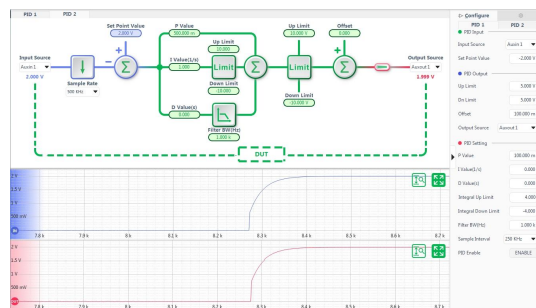 PID 1 PID 2
Set Point Value
2.000 V
P Value
500.000 m
Up Limit
10.000
Up Limit
10.000 V
Offset
0.000
Input Source
Auxin 1
2.000 V
Sample Rate
500 KHz
I Value(1/s)
1.000
Limit
Down Limit
-10.000
Limit
Down Limit
-10.000 V
Output Source
Auxout 1
1.998 V
D Value(s)
0.000
Filter BW(Hz)
1.000 k
DUT
2 V
1.5 V
1 V
500 mV
7.8 k 7.9 k 8 k 8.1 k 8.2 k 8.3 k 8.4 k 8.5 k 8.6 k 8.7 k
2 V
1.5 V
1 V
500 mV
7.8 k 7.9 k 8 k 8.1 k 8.2 k 8.3 k 8.4 k 8.5 k 8.6 k 8.7 k
Configure
PID 1 PID 2
PID Input
Input Source Auxin 1
Set Point Value -2.000 V
PID Output
Up Limit 5.000 V
Dn Limit 5.000 V
Offset 100.000 m
Output Source Auxout 1
PID Setting
P Value 100.000 m
I Value(1/s) 0.000
D Value(s) 0.000
Integral Up Limit 4.000
Integral Down Limit -4.000
Filter BW(Hz) 1.000 k
Sample Interval 250 KHz
PID Enable ENABLE